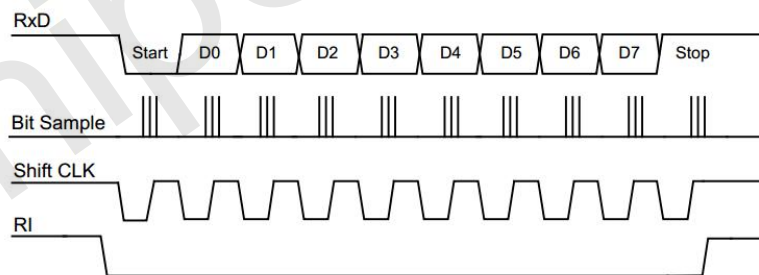 RxD
Start D0 D1 D2 D3 D4 D5 D6 D7 Stop
Bit Sample
Shift CLK
RI